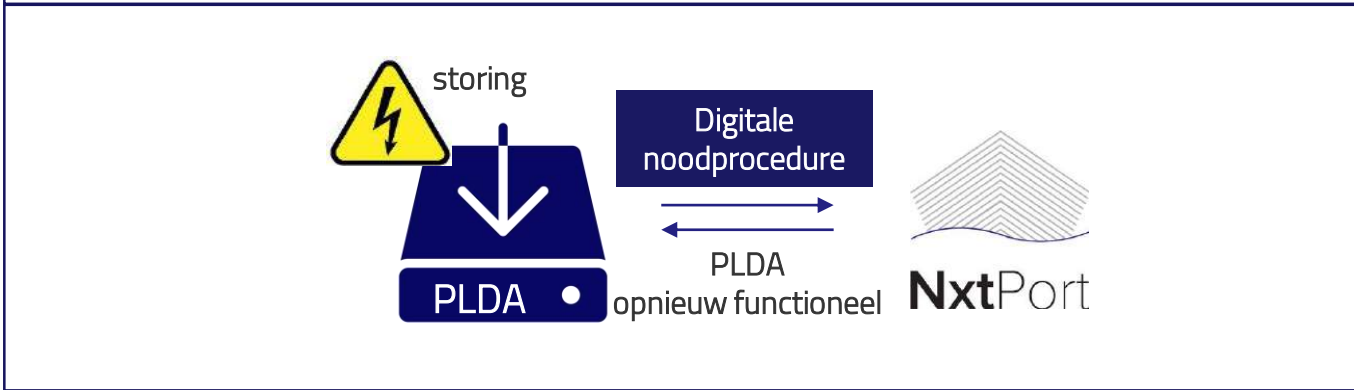 storing
Digitale
noodprocedure
PLDA
opnieuw functioneel
PLDA
NxtPort